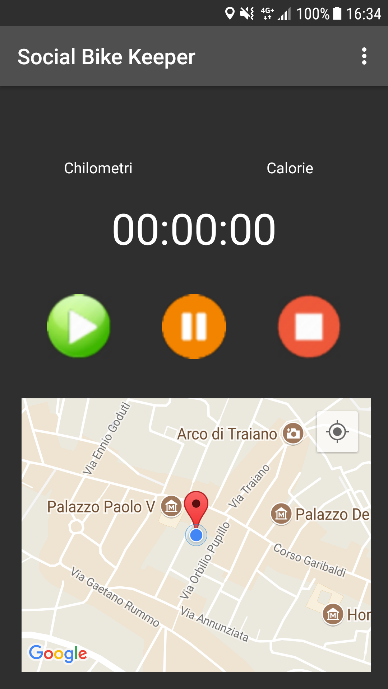 4G+ 100% 16:34
Social Bike Keeper
Chilometri Calorie
00:00:00
Via Ennio Goduti
Arco di Traiano
Via Traiano
Palazzo Paolo V
Palazzo De
Via Orbilio Pupillo
Corso Garibaldi
Via Gaetano Rummo
Via Annunziata
Hor
Google